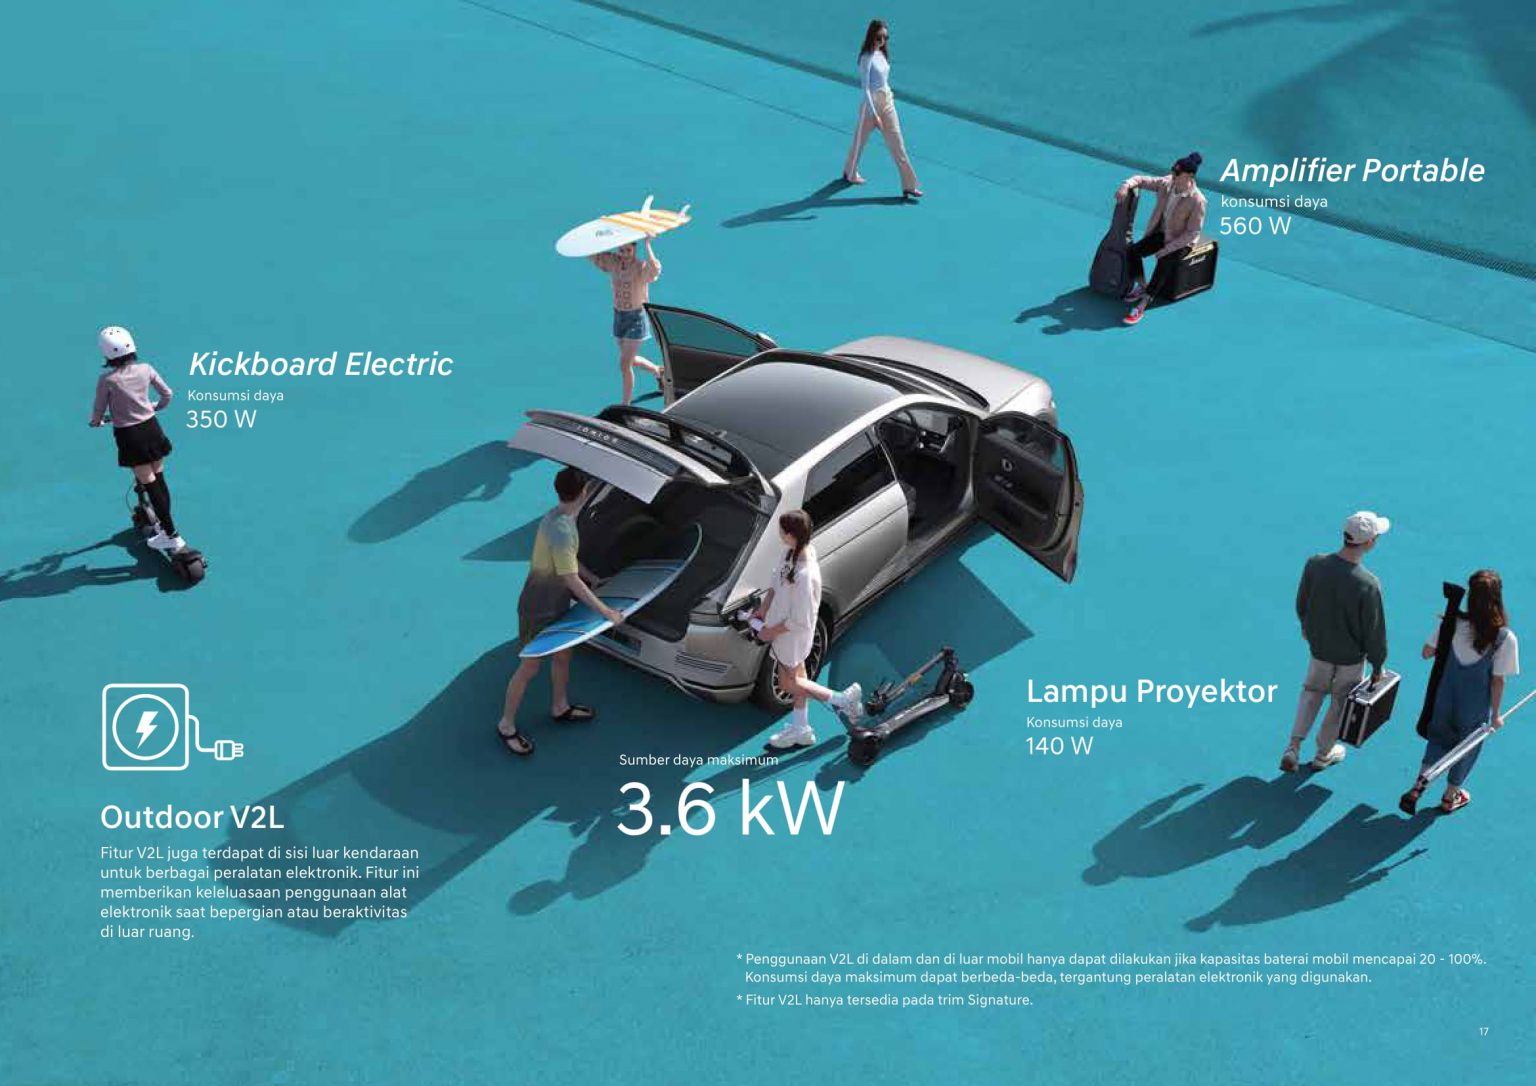 Amplifier Portable
konsumsi daya
560 W
Kickboard Electric
Konsumsi daya
350 W
IONIQ 5
Lampu Proyektor
Konsumsi daya
140 W
Sumber daya maksimum
3.6 kW
Outdoor V2L
Fitur V2L juga terdapat di sisi luar kendaraan
untuk berbagai peralatan elektronik. Fitur ini
memberikan keleluasaan penggunaan alat
elektronik saat bepergian atau beraktivitas
di luar ruang.
* Penggunaan V2L di dalam dan di luar mobil hanya dapat dilakukan jika kapasitas baterai mobil mencapai 20 - 100%.
Konsumsi daya maksimum dapat berbeda-beda, tergantung peralatan elektronik yang digunakan.
* Fitur V2L hanya tersedia pada trim Signature.
17